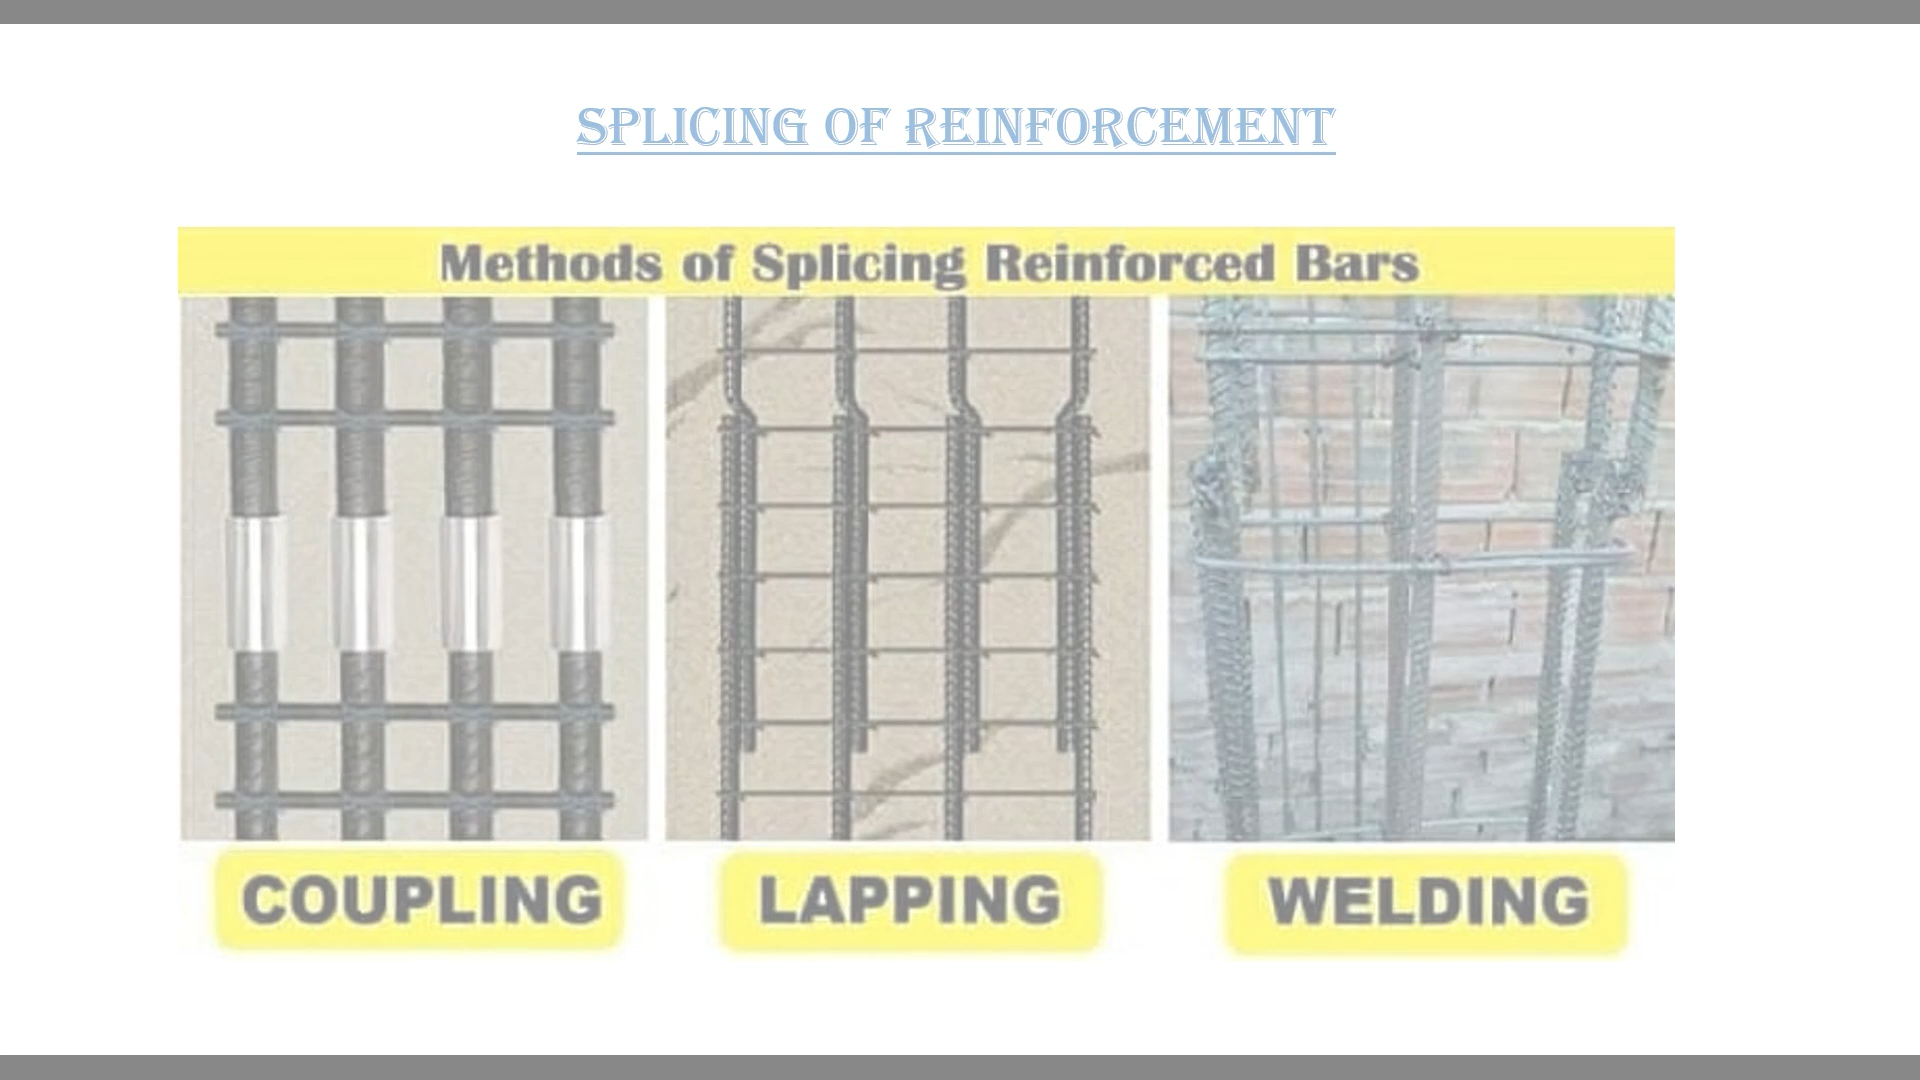 SPLICING OF REINFORCEMENT
Methods of Splicing Reinforced Bars
COUPLING
LAPPING
WELDING